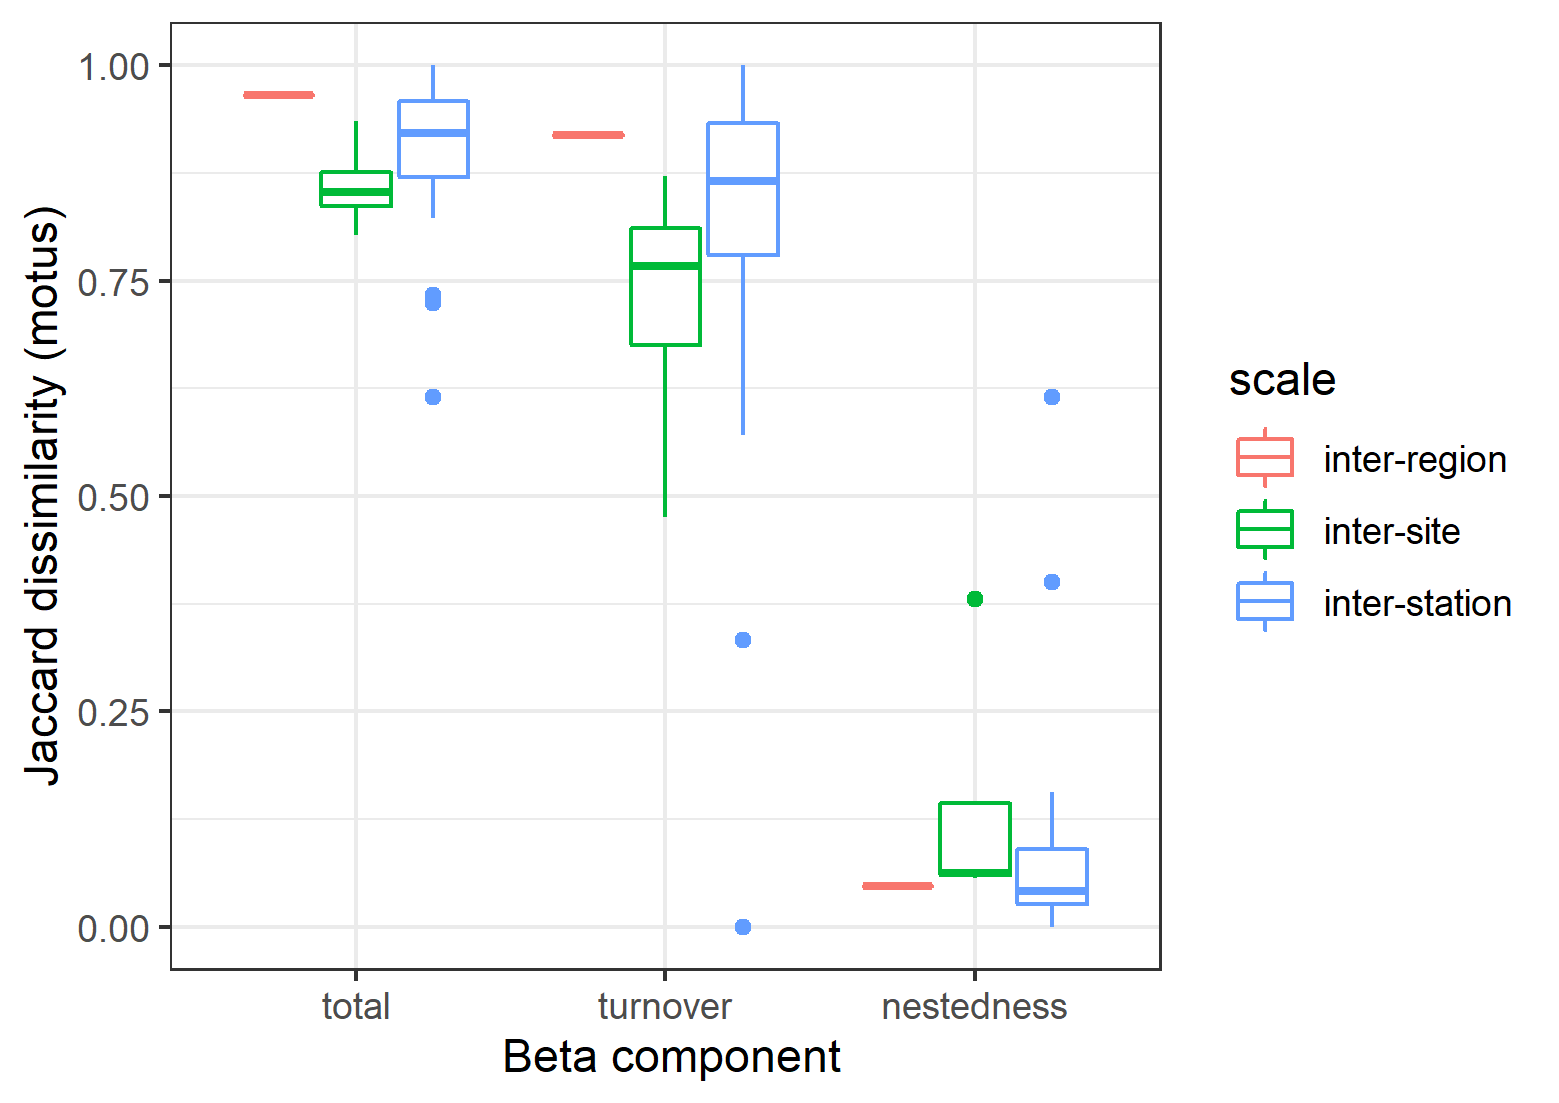 Jaccard dissimilarity (motus)
1.00
0.75
0.50
0.25
0.00
total
turnover
nestedness
Beta component
scale
inter-region
inter-site
inter-station